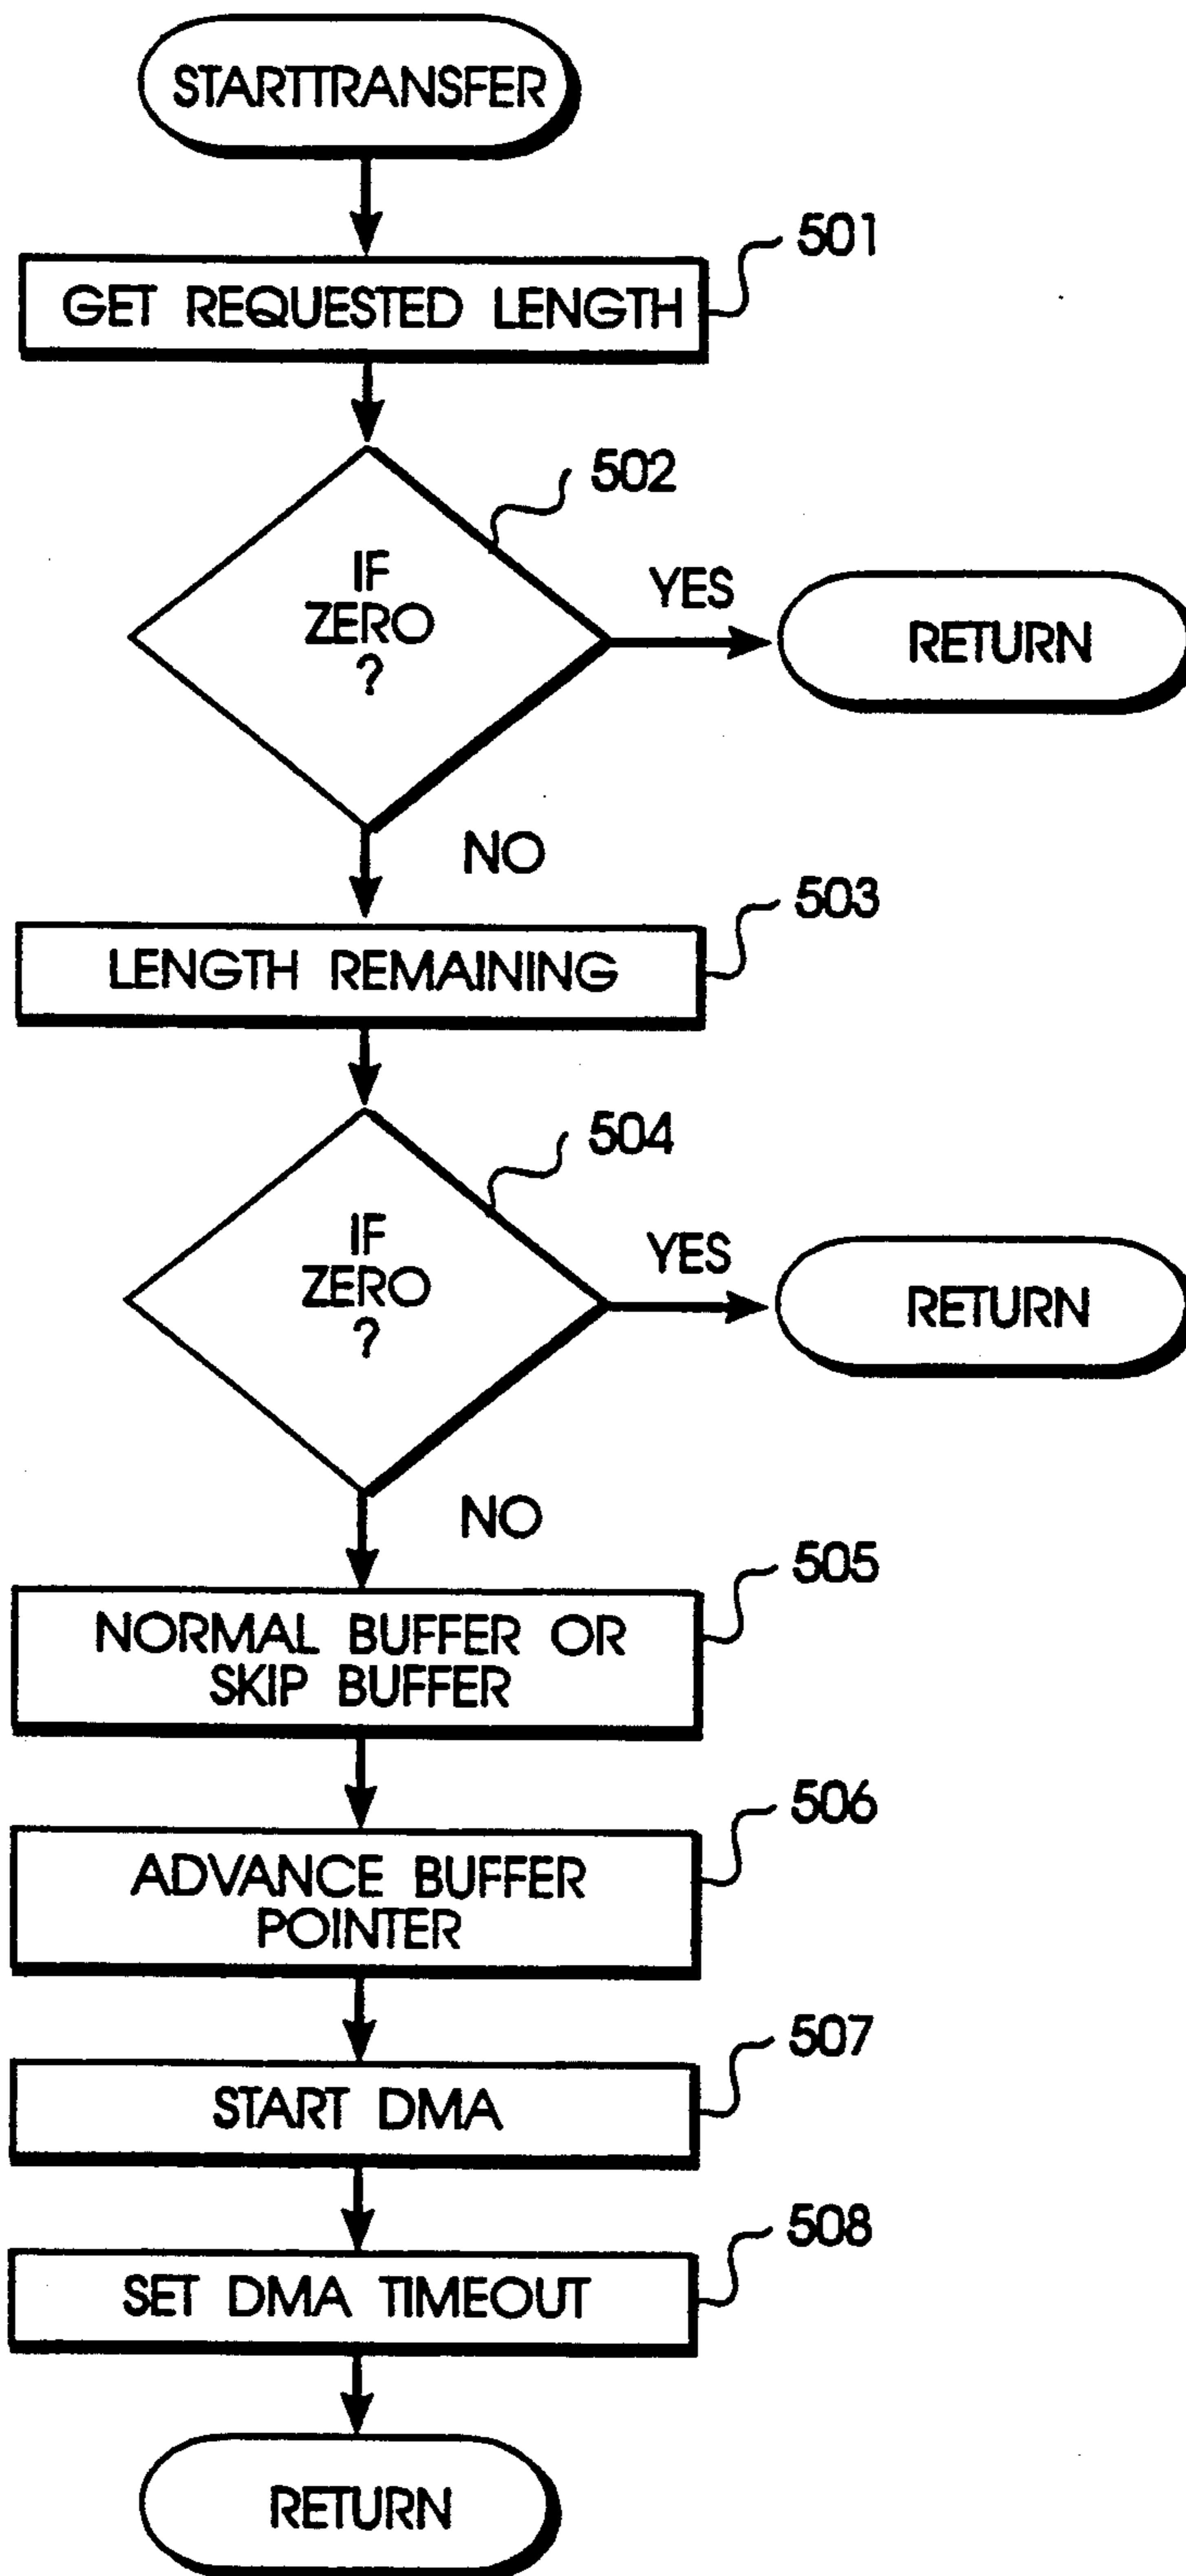 STARTTRANSFER
501
GET REQUESTED LENGTH
502
IF
ZERO
?
YES
RETURN
NO
503
LENGTH REMAINING
504
IF
ZERO
?
YES
RETURN
NO
505
NORMAL BUFFER OR
SKIP BUFFER
506
ADVANCE BUFFER
POINTER
507
START DMA
508
SET DMA TIMEOUT
RETURN